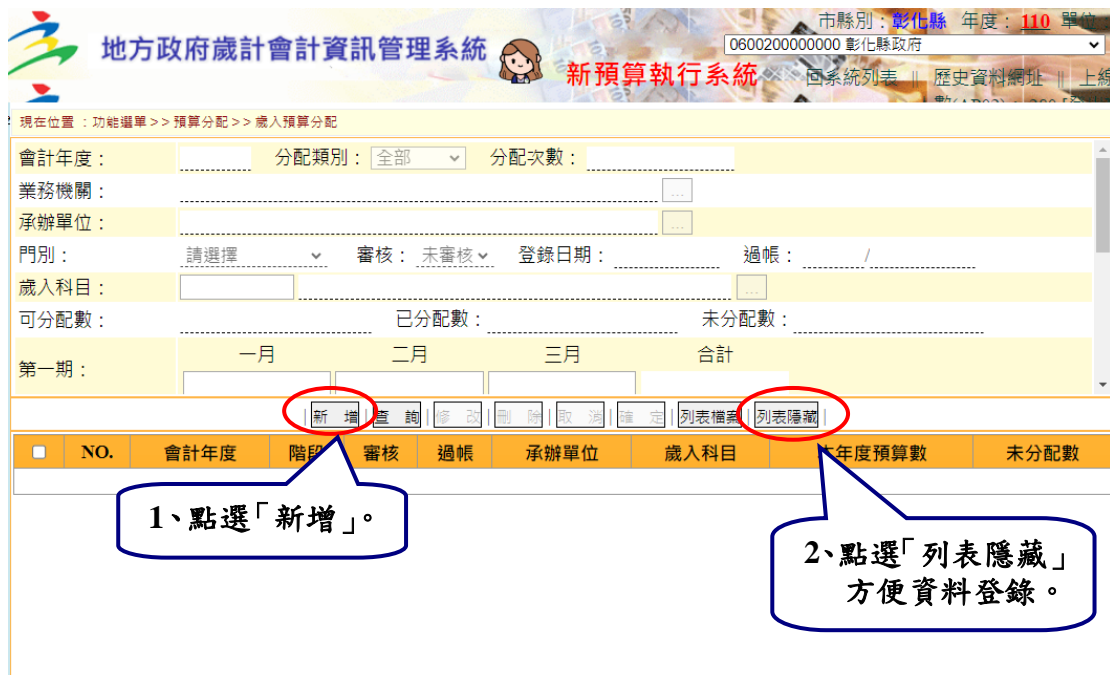 市縣別：彰化縣 年度：110 單位：
地方政府歲計會計資訊管理系統
0600200000000 彰化縣政府
新預算執行系統
回系統列表 || 歷史資料網址 || 上線
現在位置 ：功能選單>>預算分配>>歲入預算分配
會計年度： 分配類別： 全部 分配次數：
業務機關： ...
承辦單位： ...
門別： 請選擇 審核： 未審核 登錄日期： 過帳： /
歲入科目： ...
可分配數： 已分配數： 未分配數：
一月 二月 三月 合計
第一期：
新 增 | 查 詢 | 修 改 | 刪 除 | 取 消 | 確 定 | 列表檔案 | 列表隱藏
NO. 會計年度 階段 審核 過帳 承辦單位 歲入科目 年度預算數 未分配數
1、點選「新增」。
2、點選「列表隱藏」
方便資料登錄。